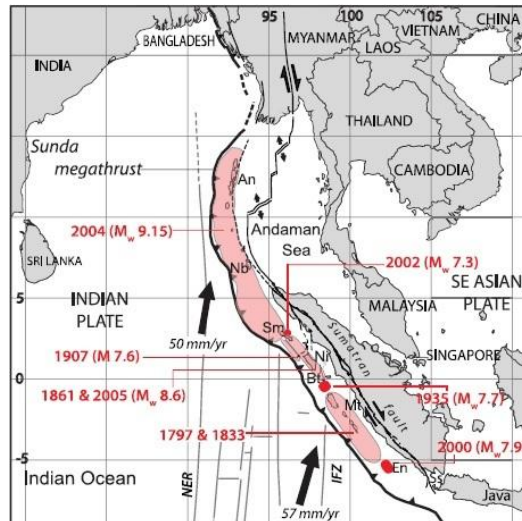 95
100
105
CHINA
BANGLADESH
MYANMAR
VIETNAM
LAOS
INDIA
THAILAND
Sunda
megathrust
An
CAMBODIA
2004 (Mw 9.15)
Andaman
Sea
2002 (Mw 7.3)
SRI LANKA
Nb
SE ASIAN
PLATE
5
INDIAN
PLATE
MALAYSIA
Sm
50 mm/yr
Sumatran
fault
SINGAPORE
1907 (M 7.6)
Nr
0
1861 & 2005 (Mw 8.6)
Bt
1935 (Mw 7.7)
Mt
1797 & 1833
2000 (Mw 7.9
-5
En
Indian Ocean
NER
IFZ
SS
Java
57 mm/yr